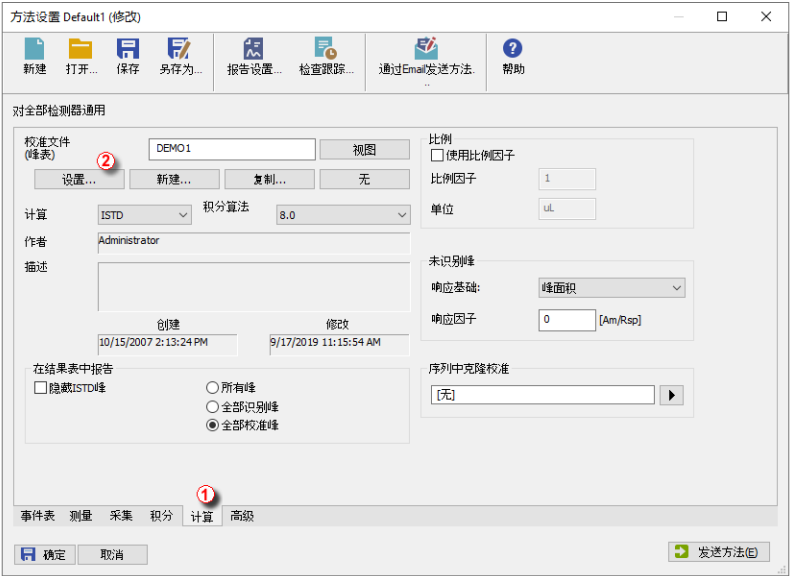 方法设置 Default1 (修改)
新建 打开... 保存 另存为... 报告设置... 检查跟踪... 通过Email发送方法. 帮助
..
对全部检测器通用
校准文件
(峰表)
② DEMO1 视图
设置... 新建... 复制... 无
计算 ISTD 积分算法 8.0
作者 Administrator
描述
创建 修改
10/15/2007 2:13:24 PM 9/17/2019 11:15:54 AM
在结果表中报告
隐藏ISTD峰 所有峰
全部识别峰
全部校准峰
比例
使用比例因子
比例因子 1
单位 uL
未识别峰
响应基础: 峰面积
响应因子 0 [Am/Rsp]
序列中克隆校准
[无]
①
事件表 测量 采集 积分 计算 高级
确定 取消 发送方法(E)